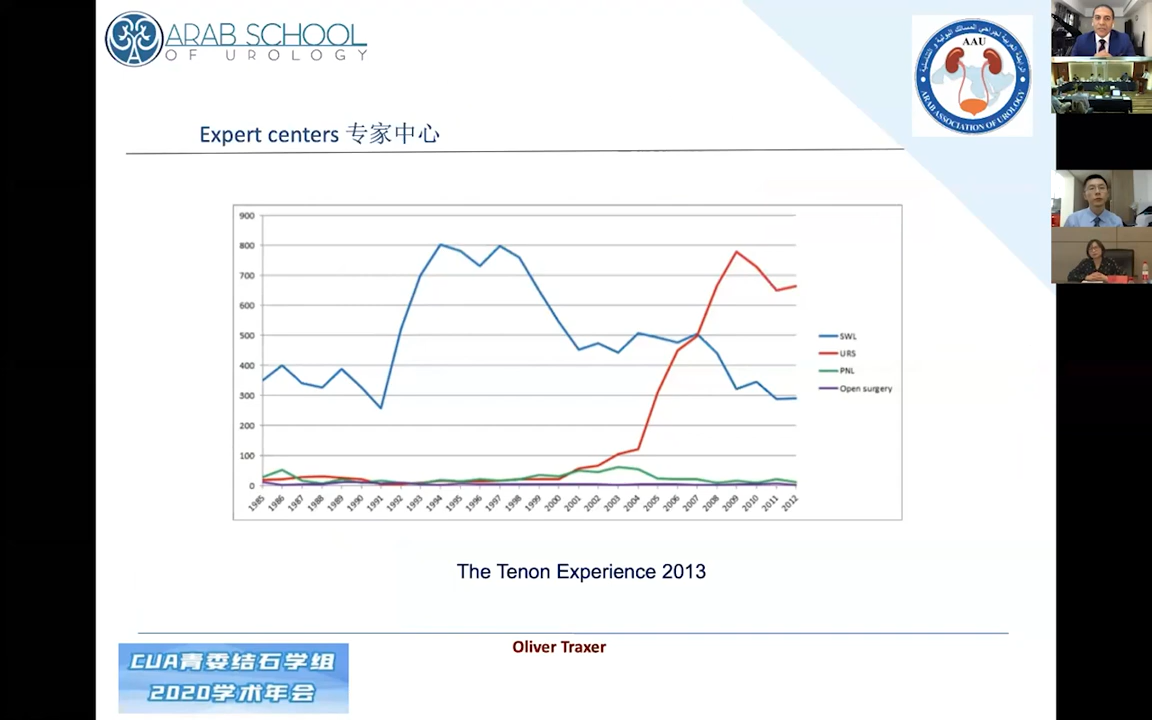 ARAB SCHOOL
OF UROLOGY
AAU
ARAB ASSOCIATION OF UROLOGY
Expert centers 专家中心
900
800
700
600
500
400
300
200
100
0
1985 1986 1987 1988 1989 1990 1991 1992 1993 1994 1995 1996 1997 1998 1999 2000 2001 2002 2003 2004 2005 2006 2007 2008 2009 2010 2011 2012
SWL
URS
PNL
Open surgery
The Tenon Experience 2013
Oliver Traxer
CUA青委结石学组
2020学术年会